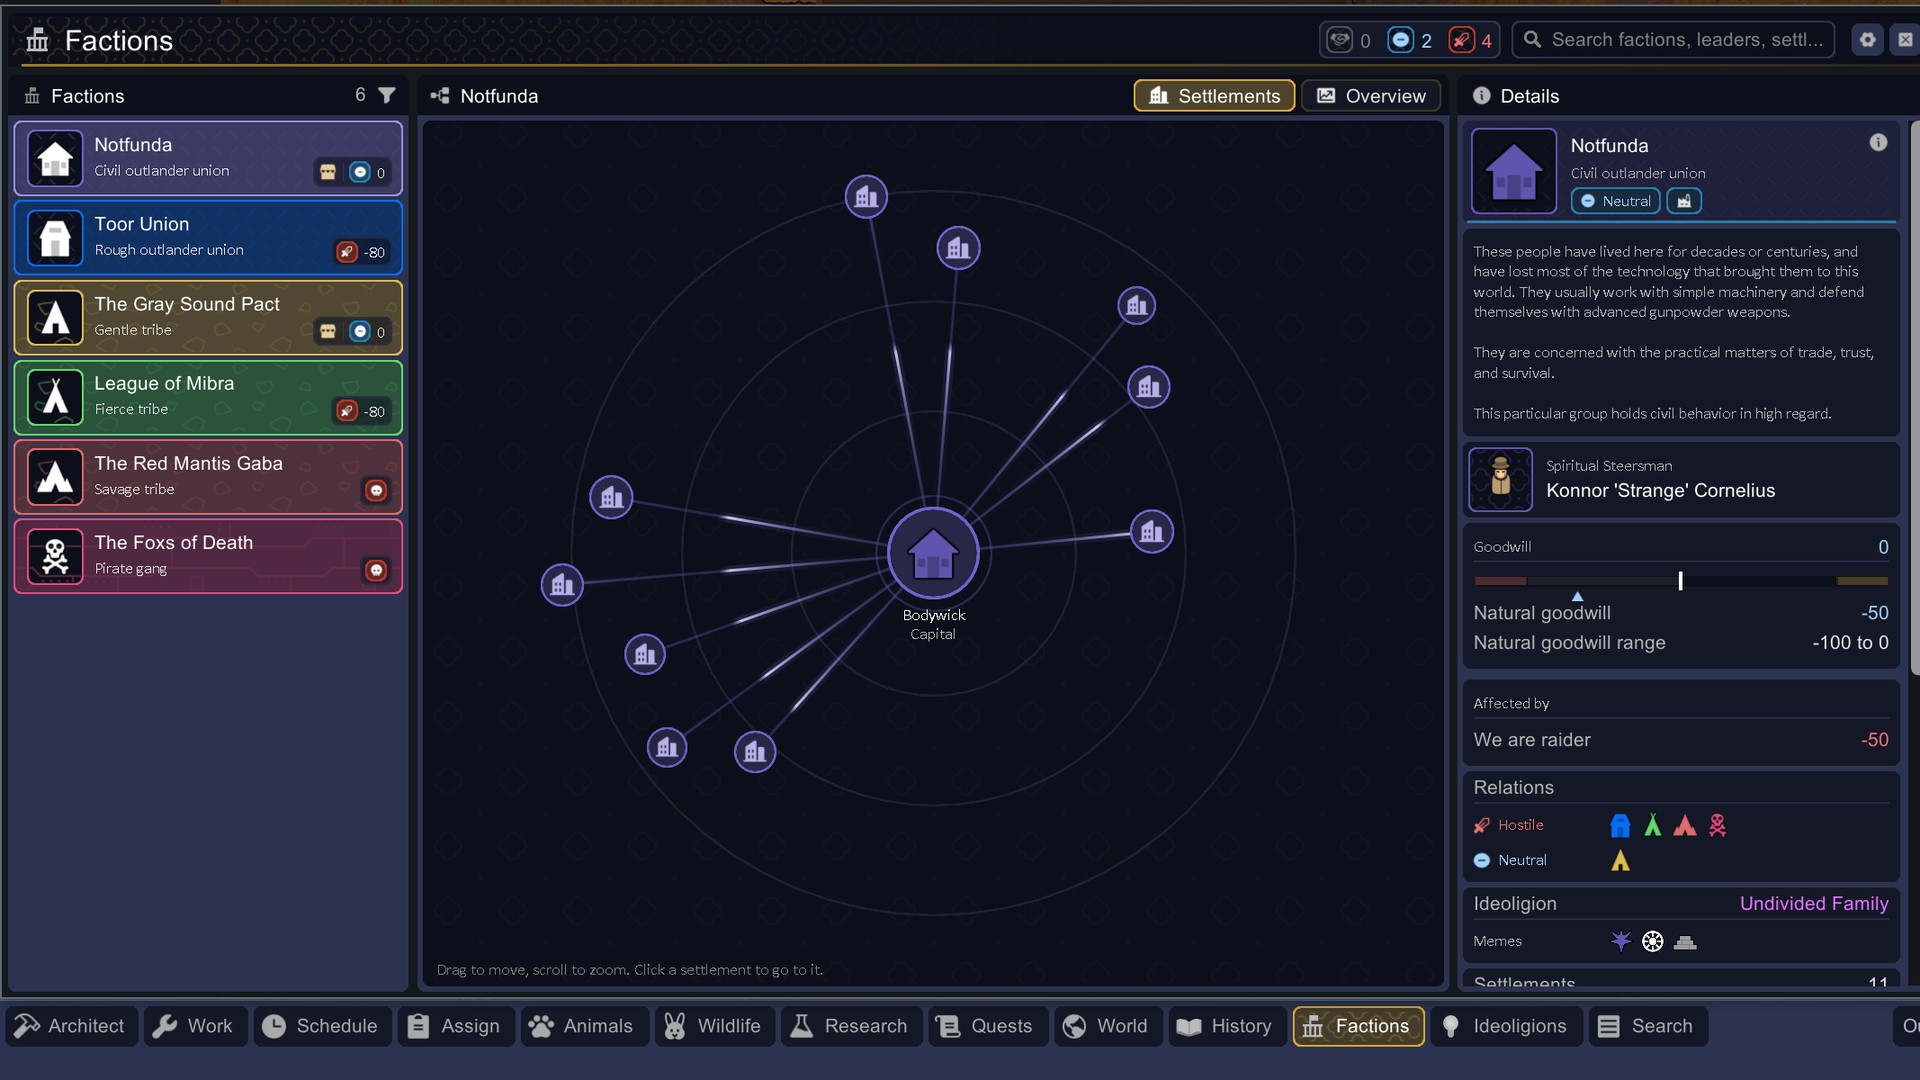 Factions
0
2
4
Search factions, leaders, settl...
Factions
6
Notfunda
Civil outlander union
0
Toor Union
Rough outlander union
-80
The Gray Sound Pact
Gentle tribe
0
League of Mibra
Fierce tribe
-80
The Red Mantis Gaba
Savage tribe
The Foxs of Death
Pirate gang
Notfunda
Settlements
Overview
Bodywick
Capital
Drag to move, scroll to zoom. Click a settlement to go to it.
Details
Notfunda
Civil outlander union
Neutral
These people have lived here for decades or centuries, and
have lost most of the technology that brought them to this
world. They usually work with simple machinery and defend
themselves with advanced gunpowder weapons.
They are concerned with the practical matters of trade, trust,
and survival.
This particular group holds civil behavior in high regard.
Spiritual Steersman
Konnor 'Strange' Cornelius
Goodwill 0
Natural goodwill -50
Natural goodwill range -100 to 0
Affected by
We are raider -50
Relations
Hostile
Neutral
Ideoligion Undivided Family
Memes
Settlements 11
Architect
Work
Schedule
Assign
Animals
Wildlife
Research
Quests
World
History
Factions
Ideoligions
Search